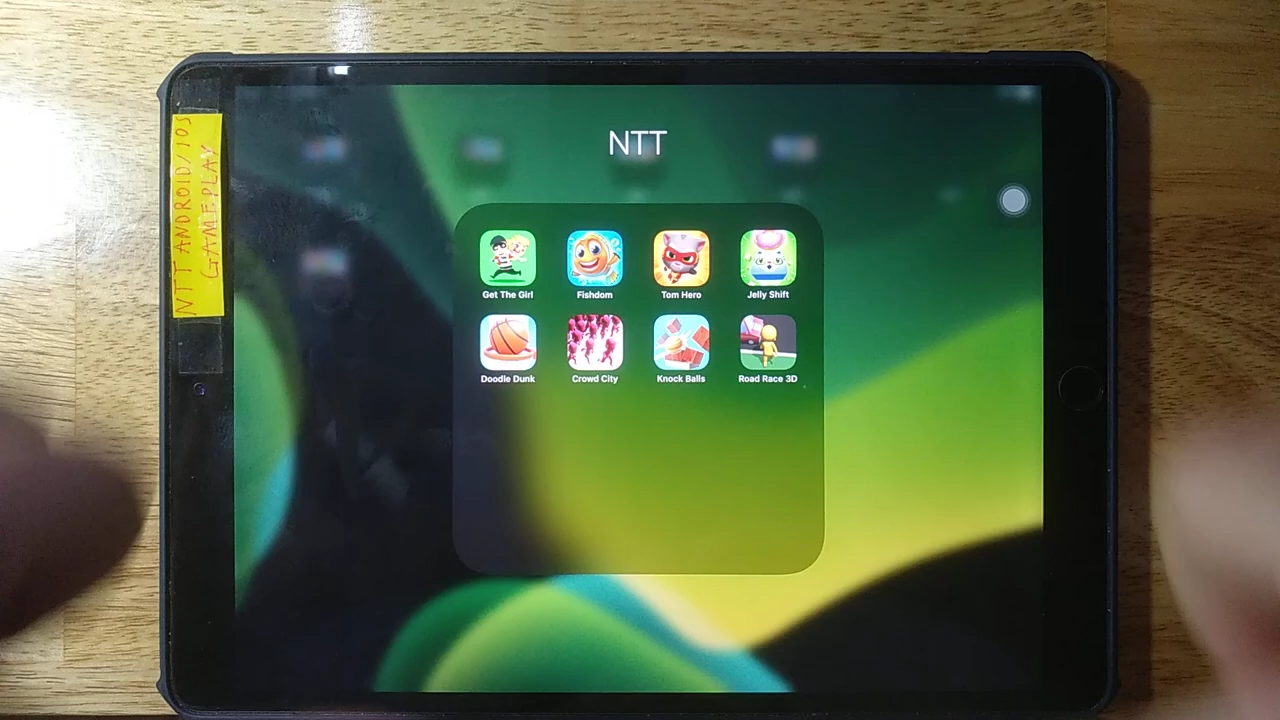 NTT ANDROID/IOS
GAMEPLAY
NTT
Get The Girl
Fishdom
Tom Hero
Jelly Shift
Doodle Dunk
Crowd City
Knock Balls
Road Race 3D